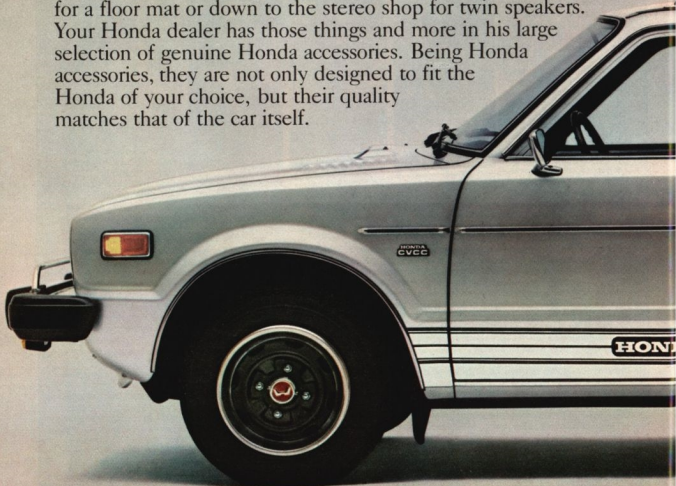 for a floor mat or down to the stereo shop for twin speakers.
Your Honda dealer has those things and more in his large
selection of genuine Honda accessories. Being Honda
accessories, they are not only designed to fit the
Honda of your choice, but their quality
matches that of the car itself.
HONDA
CVCC
HON